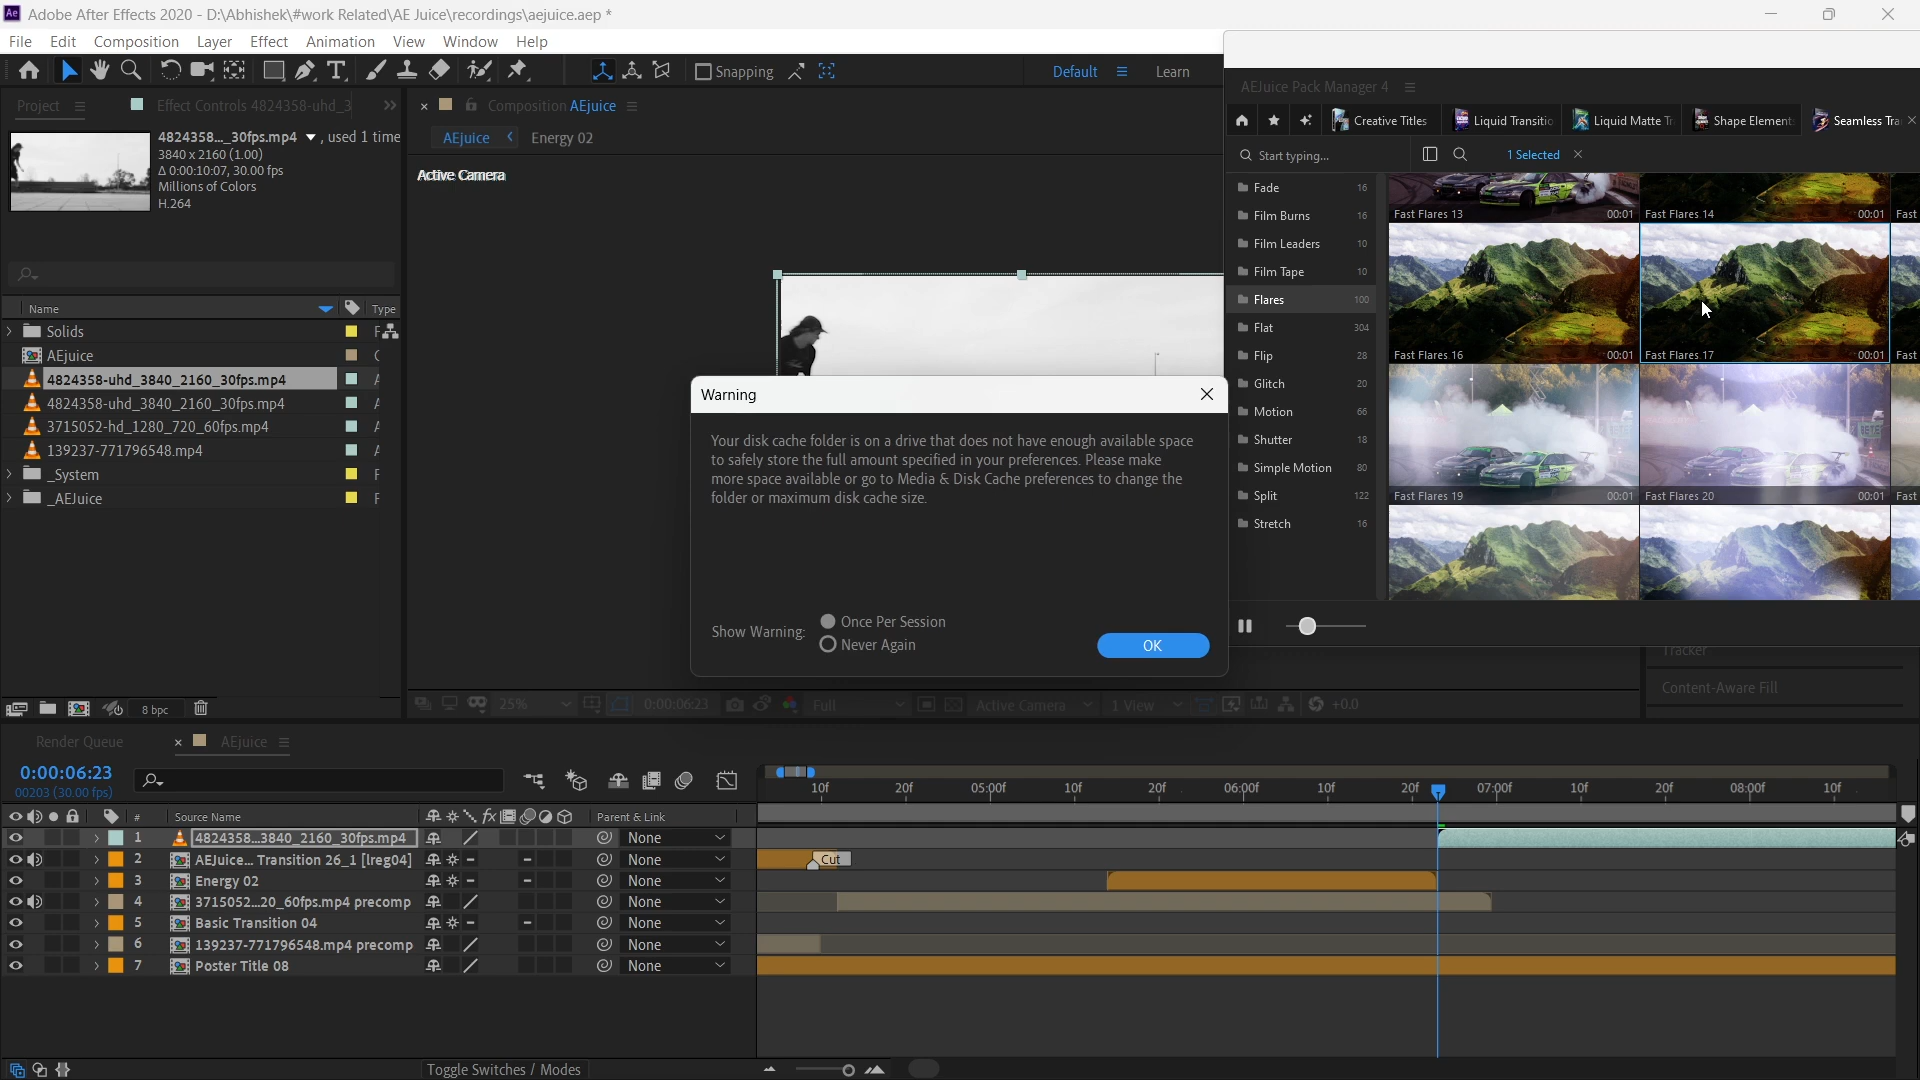 Adobe After Effects 2020 - D:\Abhishek\#work Related\AE Juice\recordings\aejuice.aep *
File Edit Composition Layer Effect Animation View Window Help
Snapping
Default
Learn
Project
Effect Controls 4824358-uhd_3
Composition AEjuice
4824358..._30fps.mp4 , used 1 time
3840 x 2160 (1.00)
Δ 0:00:10:07, 30.00 fps
Millions of Colors
H.264
AEjuice
Energy 02
Active Camera
Name
Type
Solids
AEjuice
4824358-uhd_3840_2160_30fps.mp4
4824358-uhd_3840_2160_30fps.mp4
3715052-hd_1280_720_60fps.mp4
139237-771796548.mp4
_System
_AEJuice
8 bpc
Warning
Your disk cache folder is on a drive that does not have enough available space
to safely store the full amount specified in your preferences. Please make
more space available or go to Media & Disk Cache preferences to change the
folder or maximum disk cache size.
Show Warning:
Once Per Session
Never Again
OK
25%
0:00:06:23
Full
Active Camera
1 View
+0.0
AEJuice Pack Manager 4
Creative Titles
Liquid Transitio
Liquid Matte Tr
Shape Element
Seamless Tra
Start typing...
1 Selected
Fade 16
Film Burns 16
Film Leaders 10
Film Tape 10
Flares 100
Flat 304
Flip 28
Glitch 20
Motion 66
Shutter 18
Simple Motion 80
Split 122
Stretch 16
Fast Flares 13 00:01
Fast Flares 14 00:01
Fast
Fast Flares 16 00:01
Fast Flares 17 00:01
Fast
Fast Flares 19 00:01
Fast Flares 20 00:01
Fast
Tracker
Content-Aware Fill
Render Queue
AEjuice
0:00:06:23
00203 (30.00 fps)
10f 20f 05:00f 10f 20f 06:00f 10f 20f 07:00f 10f 20f 08:00f 10f
# Source Name
Parent & Link
1 4824358...3840_2160_30fps.mp4 None
2 AEJuice... Transition 26_1 [lreg04] None
Cut
3 Energy 02 None
4 3715052...20_60fps.mp4 precomp None
5 Basic Transition 04 None
6 139237-771796548.mp4 precomp None
7 Poster Title 08 None
Toggle Switches / Modes